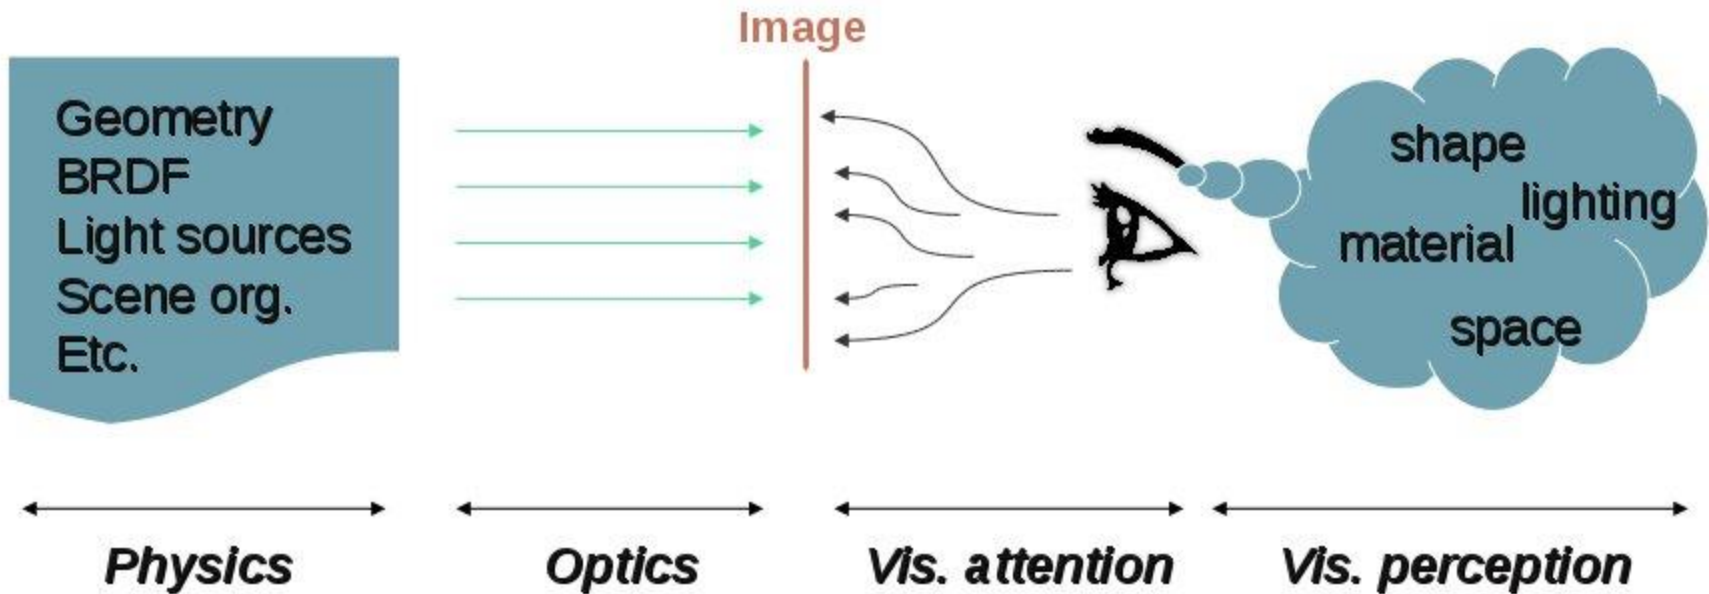 Image
Geometry
BRDF
Light sources
Scene org.
Etc.
shape
lighting
material
space
Physics
Optics
Vis. attention
Vis. perception